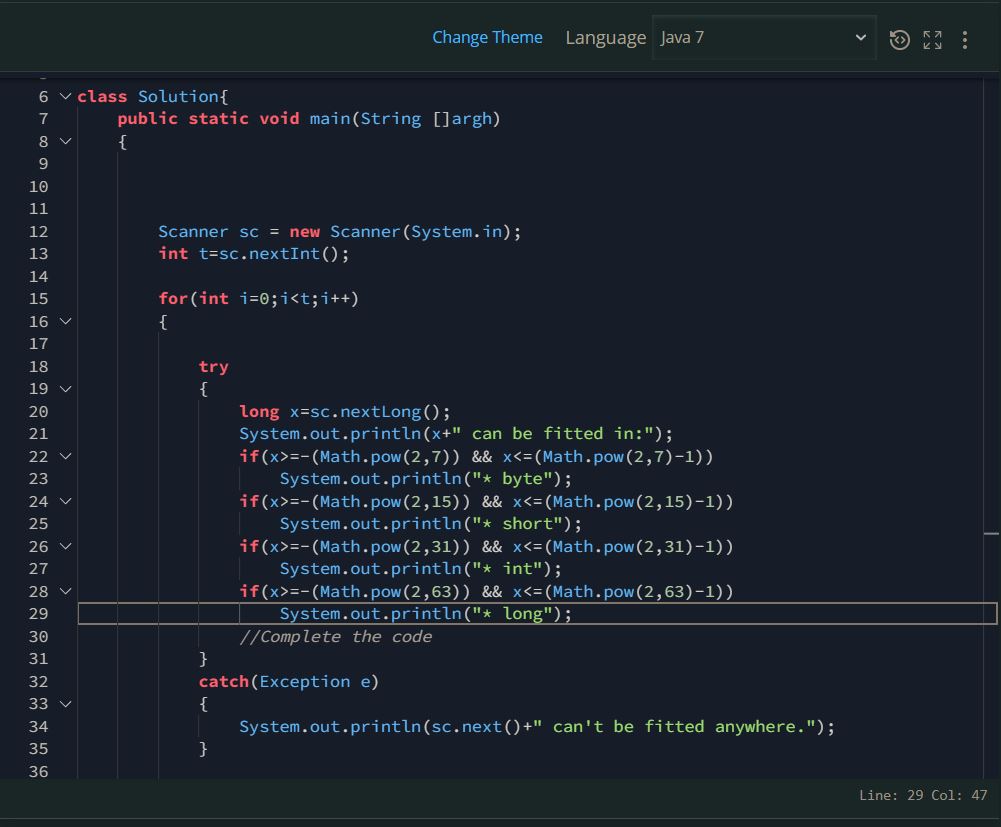 Change Theme Language Java 7
6 class Solution{
7 public static void main(String []argh)
8 {
9
10
11
12 Scanner sc = new Scanner(System.in);
13 int t=sc.nextInt();
14
15 for(int i=0;i<t;i++)
16 {
17
18 try
19 {
20 long x=sc.nextLong();
21 System.out.println(x+" can be fitted in:");
22 if(x>=-(Math.pow(2,7)) && x<=(Math.pow(2,7)-1))
23 System.out.println("* byte");
24 if(x>=-(Math.pow(2,15)) && x<=(Math.pow(2,15)-1))
25 System.out.println("* short");
26 if(x>=-(Math.pow(2,31)) && x<=(Math.pow(2,31)-1))
27 System.out.println("* int");
28 if(x>=-(Math.pow(2,63)) && x<=(Math.pow(2,63)-1))
29 System.out.println("* long");
30 //Complete the code
31 }
32 catch(Exception e)
33 {
34 System.out.println(sc.next()+" can't be fitted anywhere.");
35 }
36
Line: 29 Col: 47